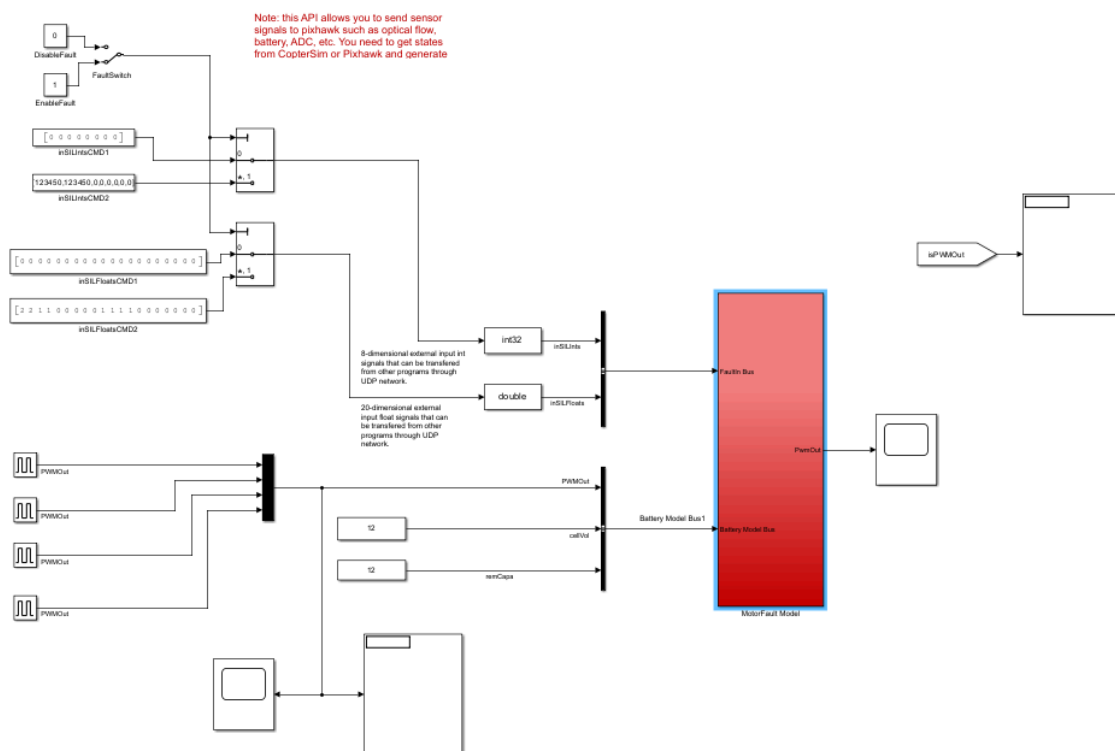 Note: this API allows you to send sensor
signals to pixhawk such as optical flow,
battery, ADC, etc. You need to get states
from CopterSim or Pixhawk and generate
0
DisableFault
FaultSwitch
1
EnableFault
[0 0 0 0 0 0 0 0]
inSILIntsCMD1
0
*, 1
123450,123450,0,0,0,0,0,0]
inSILIntsCMD2
isPWMOut
0
*, 1
[0 0 0 0 0 0 0 0 0 0 0 0 0 0 0 0 0 0 0 0]
inSILFloatsCMD1
[2 2 1 1 0 0 0 0 0 1 1 1 1 0 0 0 0 0 0 0]
inSILFloatsCMD2
int32
inSILInts
8-dimensional external input int
signals that can be transfered
from other programs through
UDP network.
FaultIn Bus
double
inSILFloats
20-dimensional external
input float signals that can
be transfered from other
programs through UDP
network.
PwmOut
PWMOut
PWMOut
PWMOut
PWMOut
PWMOut
12
cellVol
Battery Model Bus1
Battery Model Bus
12
remCapa
MotorFault Model